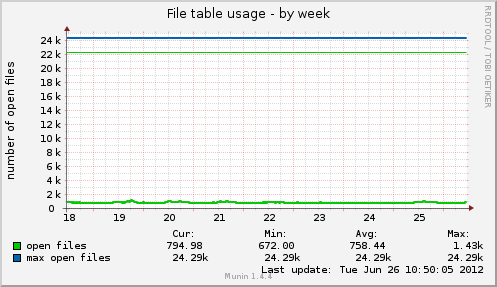 File table usage - by week
RRDTOOL / TOBI OETIKER
number of open files
24 k
22 k
20 k
18 k
16 k
14 k
12 k
10 k
8 k
6 k
4 k
2 k
0
18 19 20 21 22 23 24 25
Cur: Min: Avg: Max:
open files 794.98 672.00 758.44 1.43k
max open files 24.29k 24.29k 24.29k 24.29k
Last update: Tue Jun 26 10:50:05 2012
Munin 1.4.4